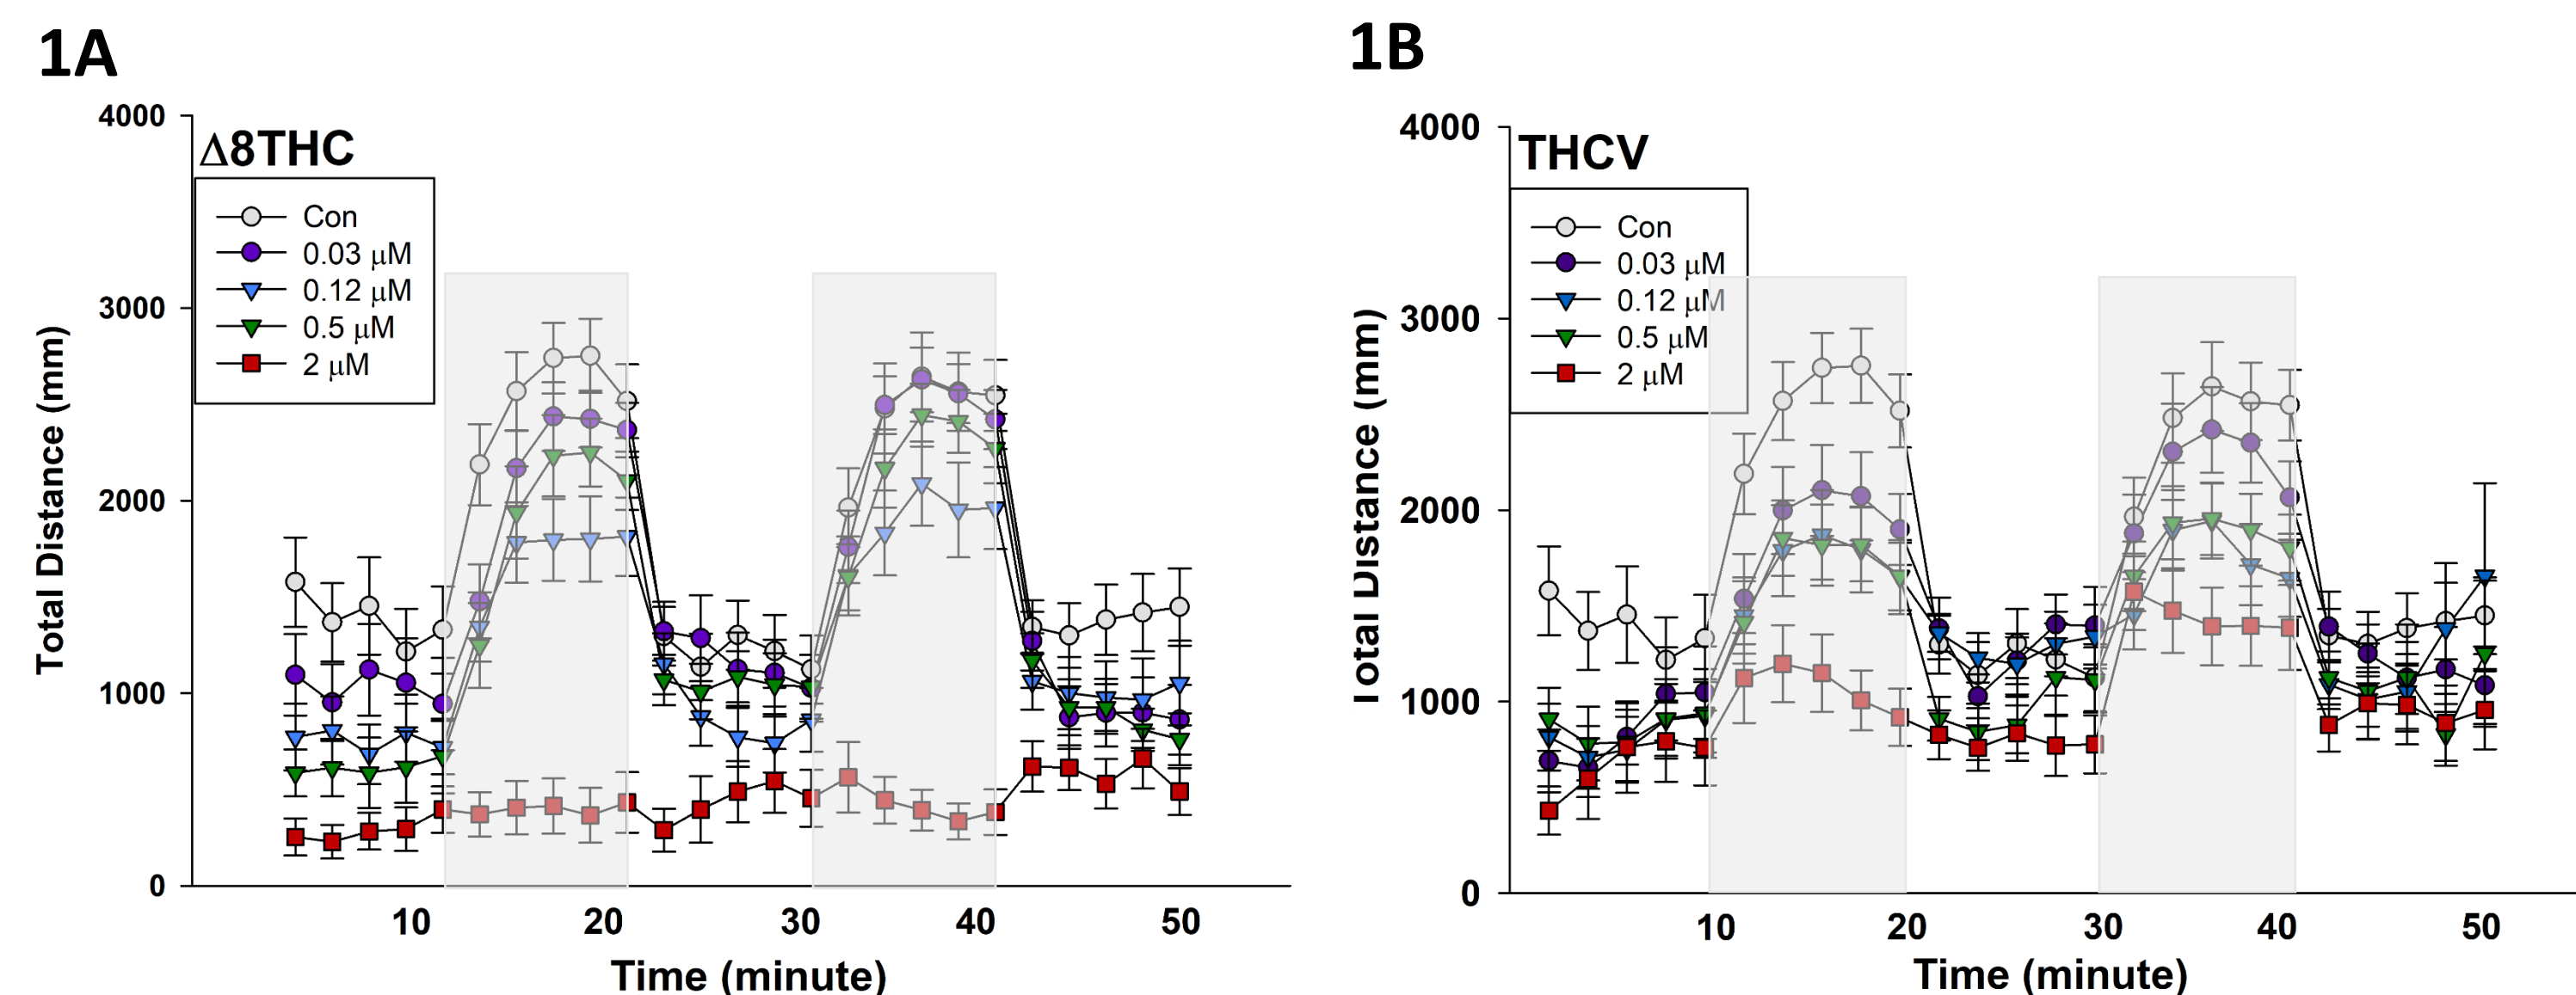 1A
Δ8THC
Con
0.03 μM
0.12 μM
0.5 μM
2 μM
4000
3000
2000
1000
0
Total Distance (mm)
10 20 30 40 50
Time (minute)
1B
THCV
Con
0.03 μM
0.12 μM
0.5 μM
2 μM
4000
3000
2000
1000
0
Total Distance (mm)
10 20 30 40 50
Time (minute)